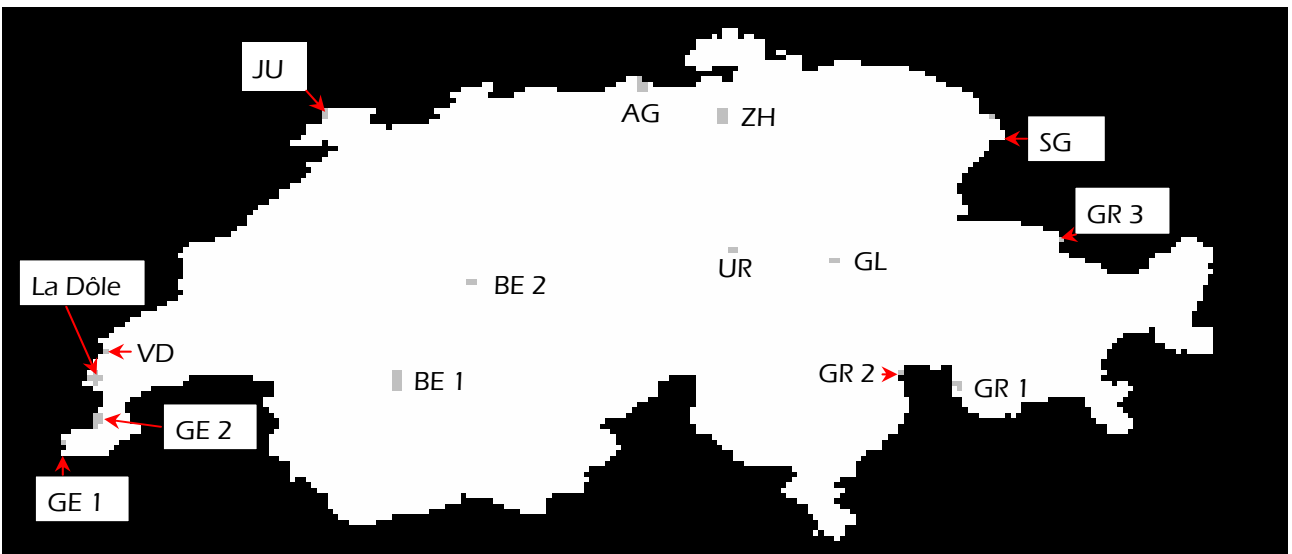 JU
AG
ZH
SG
GR 3
UR
GL
La Dôle
BE 2
VD
BE 1
GR 2
GR 1
GE 2
GE 1